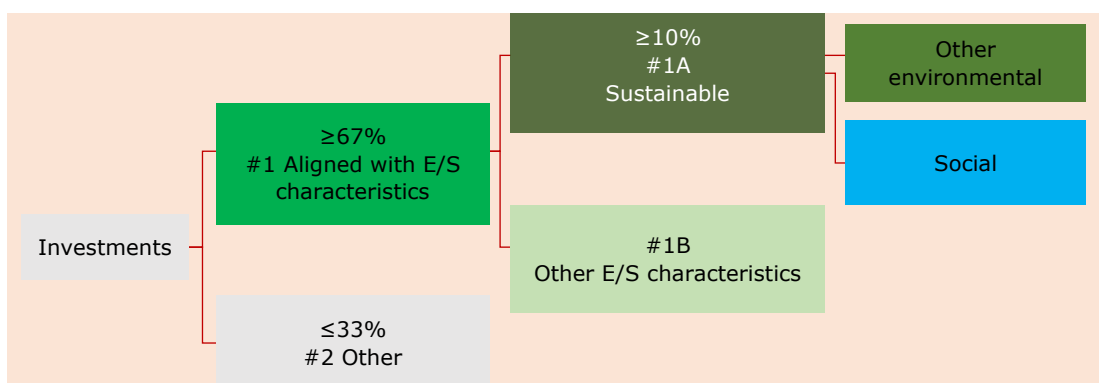 Investments
≥67%
#1 Aligned with E/S
characteristics
≤33%
#2 Other
≥10%
#1A
Sustainable
#1B
Other E/S characteristics
Other
environmental
Social